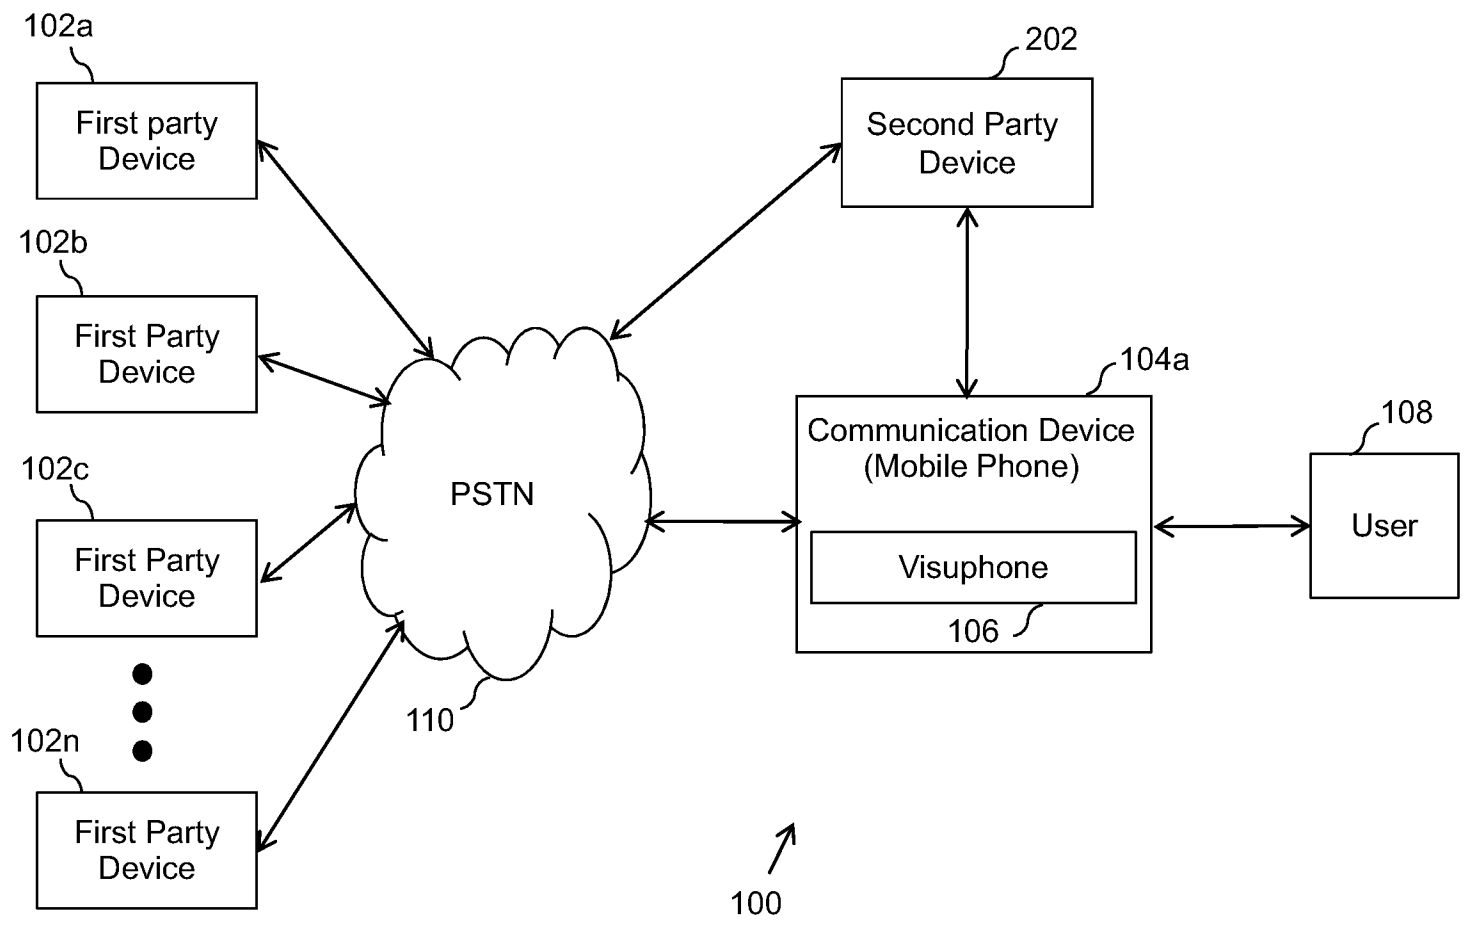 102a
First party
Device
202
Second Party
Device
102b
First Party
Device
104a
Communication Device
(Mobile Phone)
108
User
102c
First Party
Device
PSTN
Visuphone
106
110
102n
First Party
Device
100